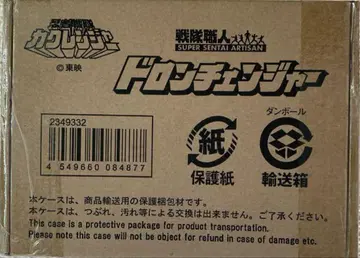 忍者戦隊
カクレンジャー
©東映
戦隊職人
SUPER SENTAI ARTISAN
ドロンチェンジャー
2349332
4 549660 084877
紙
保護紙
ダンボール
輸送箱
本ケースは、商品輸送用の保護梱包材です。
本ケースは、つぶれ、汚れ等による交換は出来ません。ご了承ください。
This case is a protective package for product transportation.
Please note this case will not be object for refund in case of damage etc.